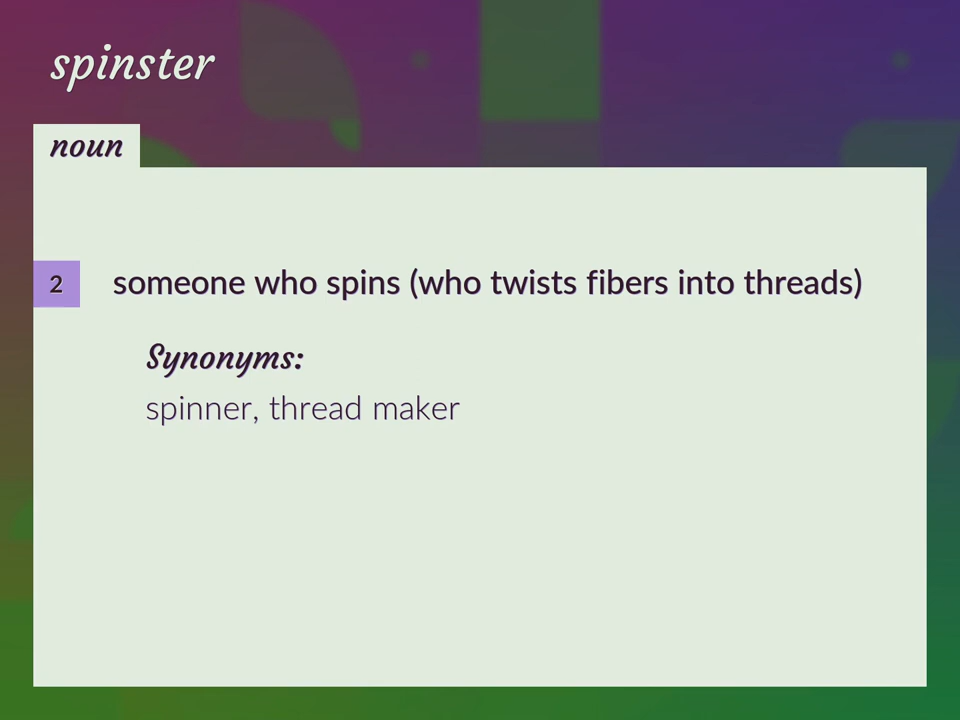 spinster
noun
2 someone who spins (who twists fibers into threads)
Synonyms:
spinner, thread maker